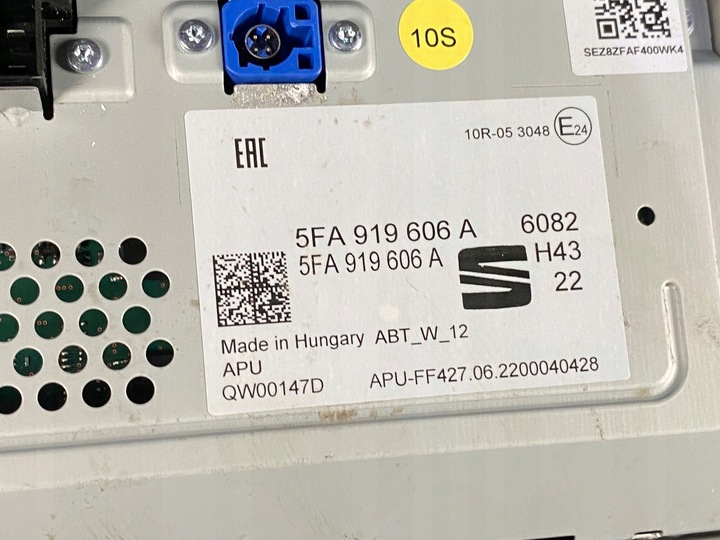 10S
SEZ8ZFAF400WK4
EAC
10R-05 3048 E24
5FA 919 606 A 6082
5FA 919 606 A H43
22
Made in Hungary ABT_W_12
APU
QW00147D APU-FF427.06.2200040428